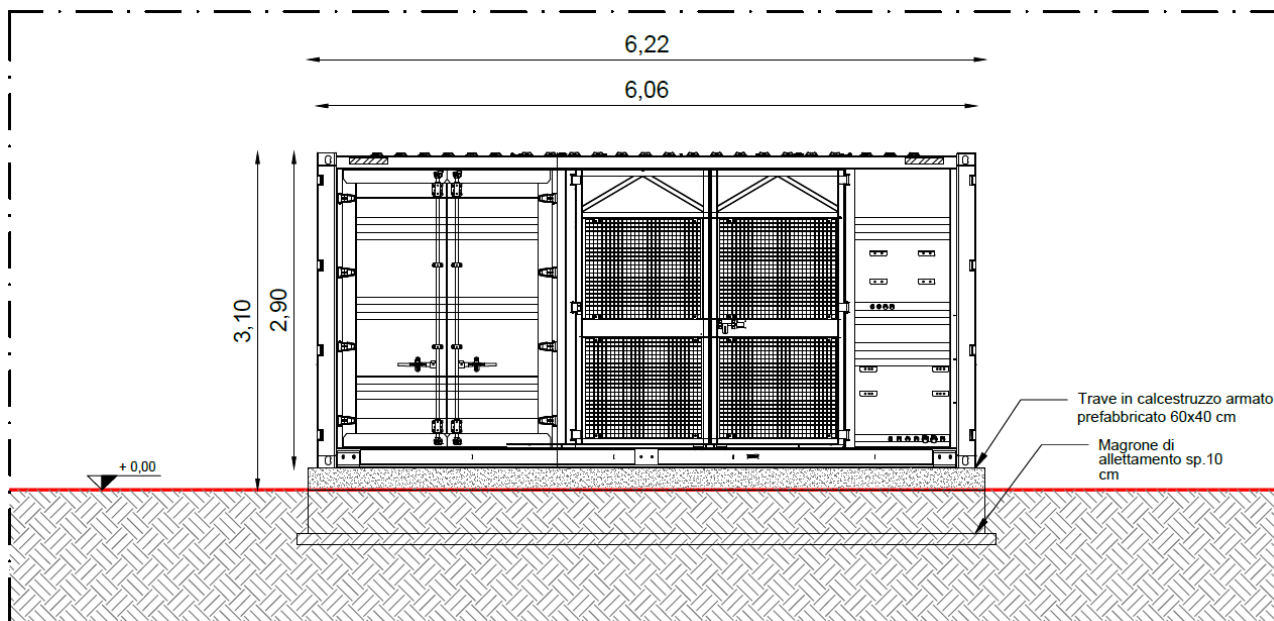 6,22
6,06
3,10
2,90
Trave in calcestruzzo armato
prefabbricato 60x40 cm
Magrone di
allettamento sp.10
cm
+ 0,00